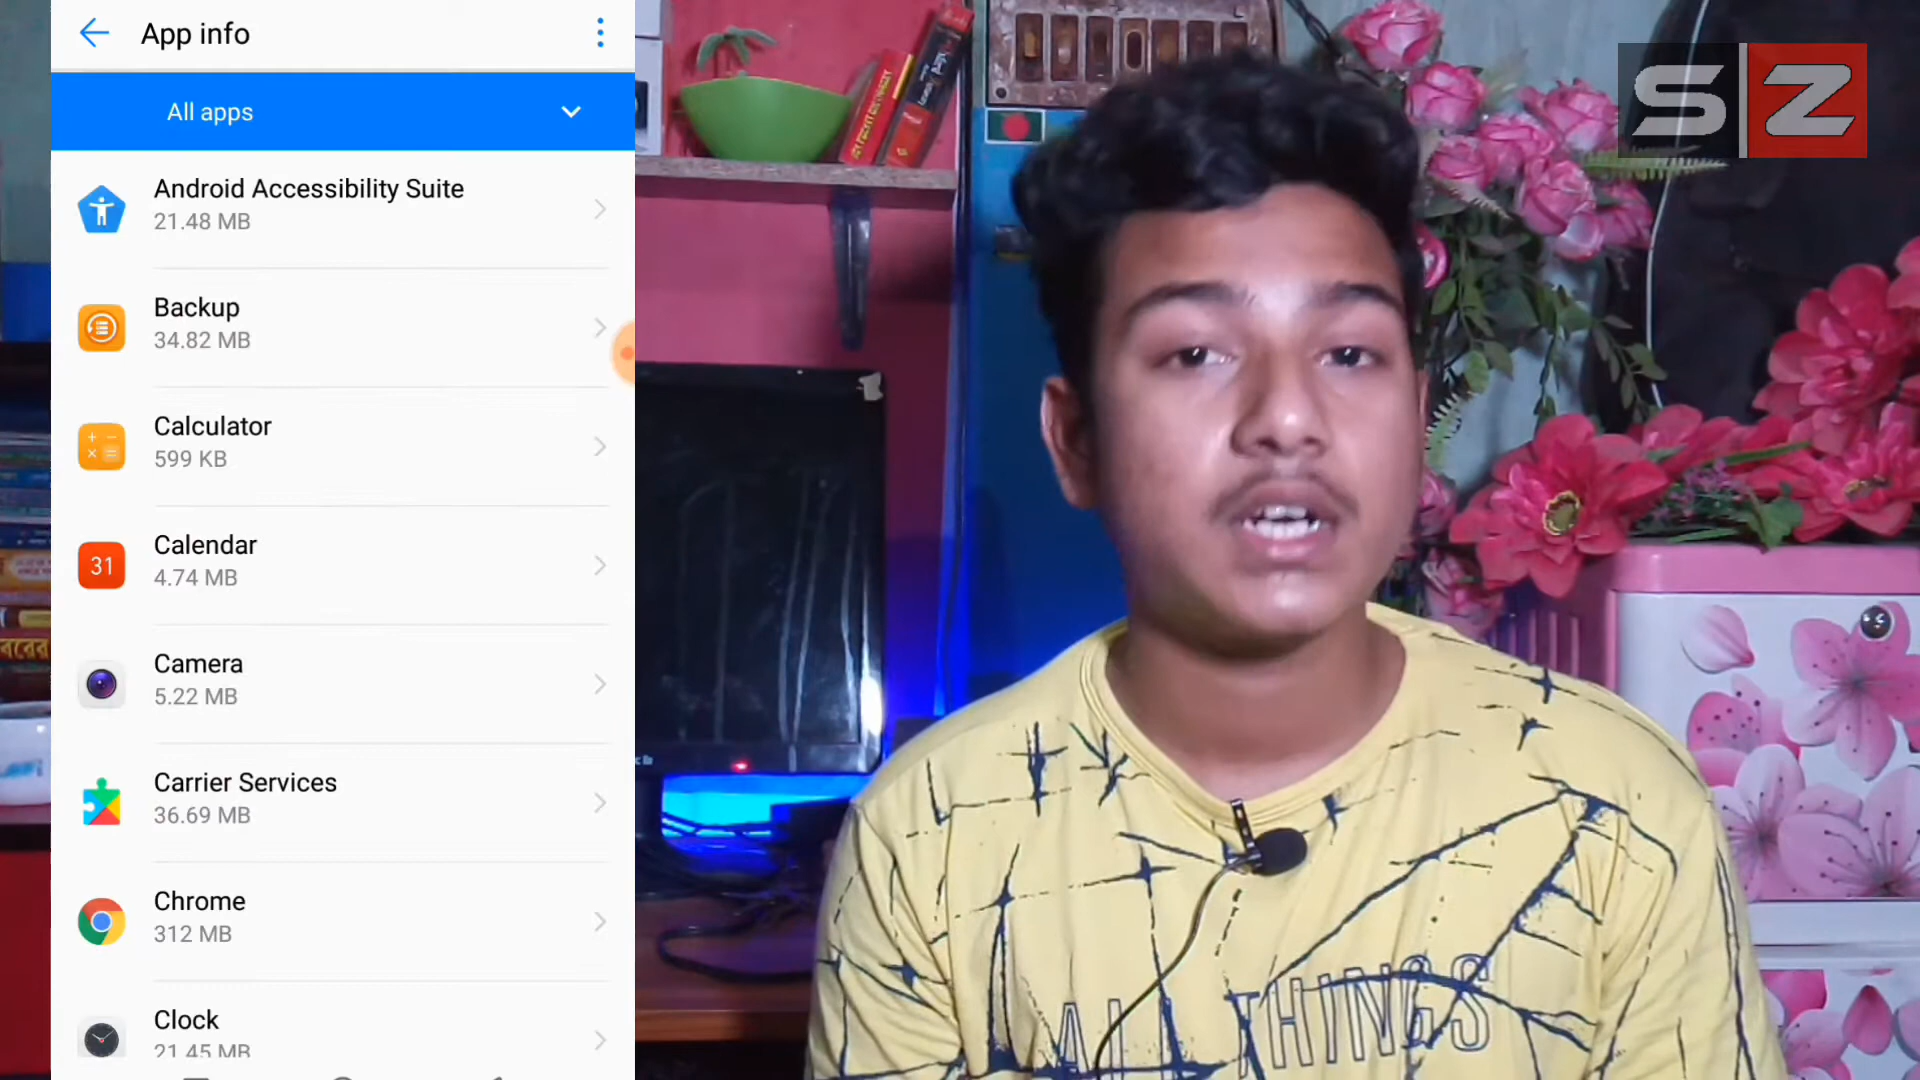 App info
All apps
Android Accessibility Suite
21.48 MB
Backup
34.82 MB
Calculator
599 KB
31
Calendar
4.74 MB
Camera
5.22 MB
Carrier Services
36.69 MB
Chrome
312 MB
Clock
21.45 MB
SZ
ALL THINGS